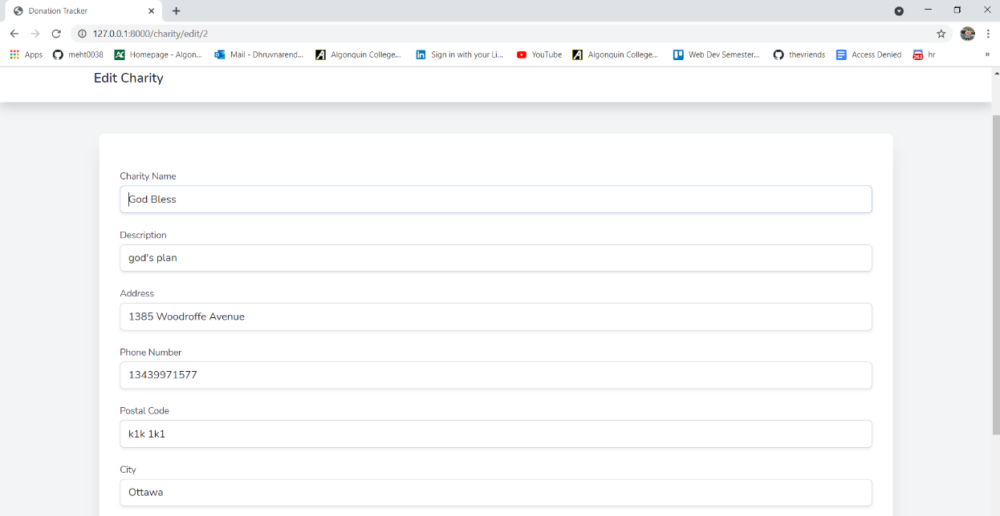 Donation Tracker
127.0.0.1:8000/charity/edit/2
Apps meht0038 Homepage - Algon... Mail - Dhruvnarend... Algonquin College... Sign in with your Li... YouTube Algonquin College... Web Dev Semester... thevriends Access Denied 263 hr »
Edit Charity
Charity Name
God Bless
Description
god's plan
Address
1385 Woodroffe Avenue
Phone Number
13439971577
Postal Code
k1k 1k1
City
Ottawa